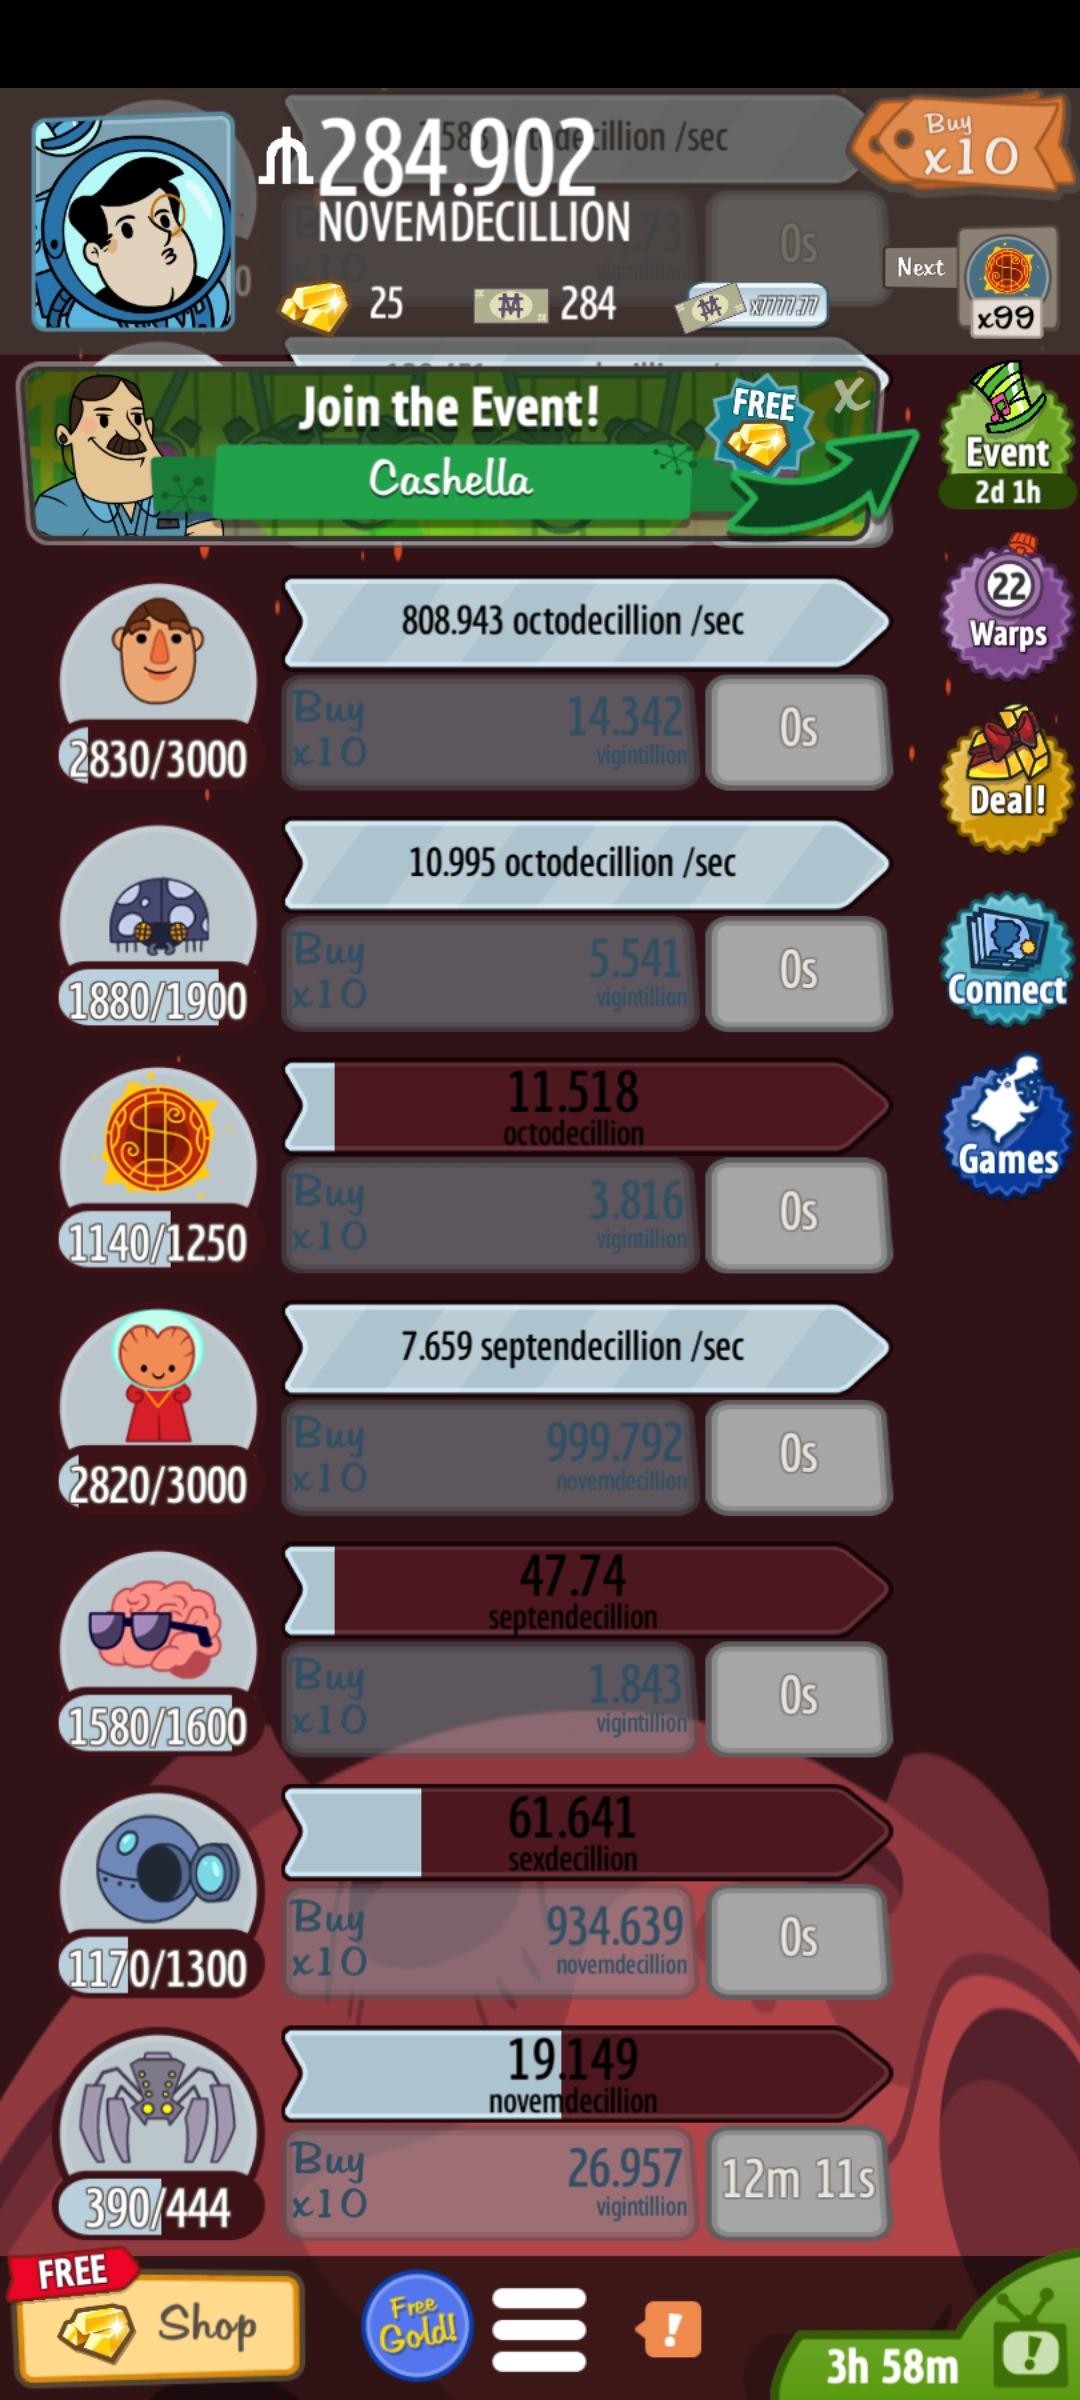 284.902
NOVEMDECILLION
Buy
x10
25
284
x7777.77
Next
x99
0s
vigintillion
Join the Event!
Cashella
FREE
X
Event
2d 1h
808.943 octodecillion /sec
Buy
x10
14.342
vigintillion
0s
2830/3000
22
Warps
Deal!
10.995 octodecillion /sec
Buy
x10
5.541
vigintillion
0s
1880/1900
Connect
11.518
octodecillion
Buy
x10
3.816
vigintillion
0s
1140/1250
Games
7.659 septendecillion /sec
Buy
x10
999.792
novemdecillion
0s
2820/3000
47.74
septendecillion
Buy
x10
1.843
vigintillion
0s
1580/1600
61.641
sexdecillion
Buy
x10
934.639
novemdecillion
0s
1170/1300
19.149
novemdecillion
Buy
x10
26.957
vigintillion
12m 11s
390/444
FREE
Shop
Free
Gold!
!
3h 58m
!